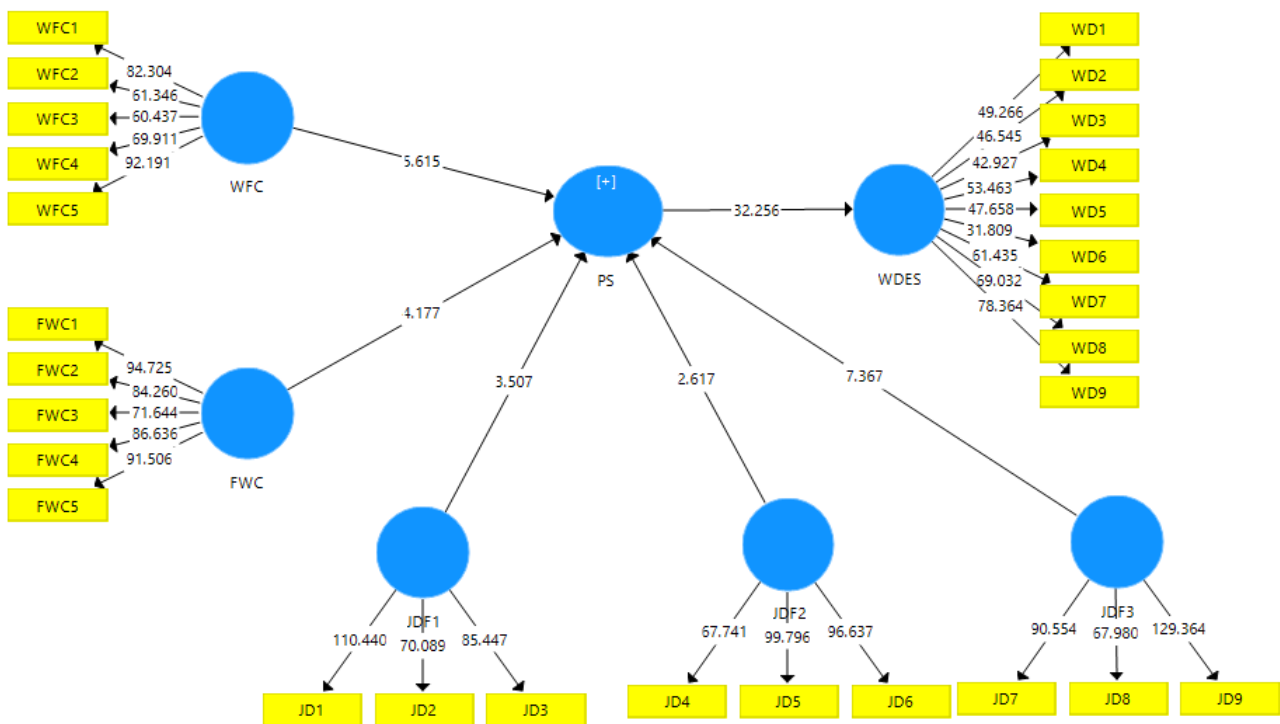 WFC1
WFC2
WFC3
WFC4
WFC5
82.304
61.346
60.437
69.911
92.191
WFC
5.615
[+]
PS
32.256
WDES
49.266
46.545
42.927
53.463
47.658
31.809
61.435
69.032
78.364
WD1
WD2
WD3
WD4
WD5
WD6
WD7
WD8
WD9
FWC1
FWC2
FWC3
FWC4
FWC5
94.725
84.260
71.644
86.636
91.506
FWC
4.177
3.507
2.617
7.367
JDF1
110.440
70.089
85.447
JD1
JD2
JD3
JDF2
67.741
99.796
96.637
JD4
JD5
JD6
JDF3
90.554
67.980
129.364
JD7
JD8
JD9